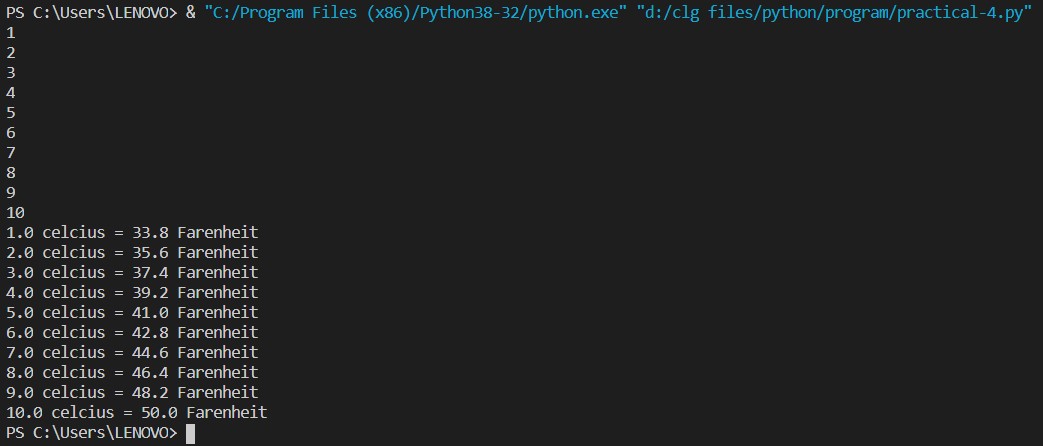 PS C:\Users\LENOVO> & "C:/Program Files (x86)/Python38-32/python.exe" "d:/clg files/python/program/practical-4.py"
1
2
3
4
5
6
7
8
9
10
1.0 celcius = 33.8 Farenheit
2.0 celcius = 35.6 Farenheit
3.0 celcius = 37.4 Farenheit
4.0 celcius = 39.2 Farenheit
5.0 celcius = 41.0 Farenheit
6.0 celcius = 42.8 Farenheit
7.0 celcius = 44.6 Farenheit
8.0 celcius = 46.4 Farenheit
9.0 celcius = 48.2 Farenheit
10.0 celcius = 50.0 Farenheit
PS C:\Users\LENOVO>